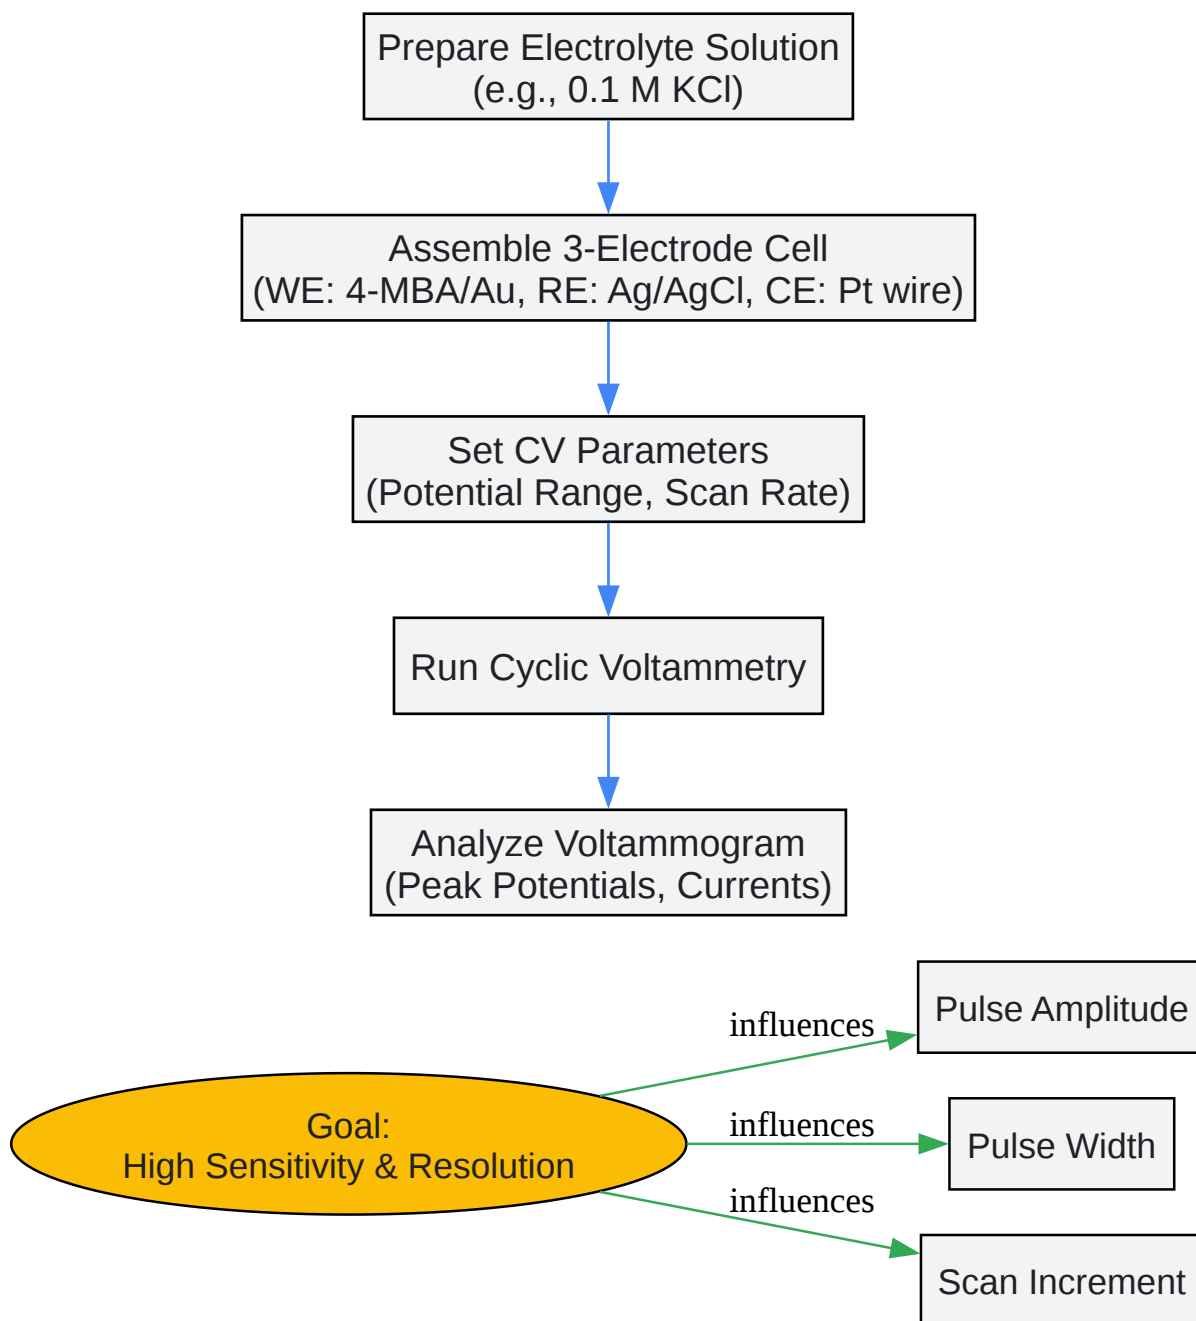 Prepare Electrolyte Solution
(e.g., 0.1 M KCl)
Assemble 3-Electrode Cell
(WE: 4-MBA/Au, RE: Ag/AgCl, CE: Pt wire)
Set CV Parameters
(Potential Range, Scan Rate)
Run Cyclic Voltammetry
Analyze Voltammogram
(Peak Potentials, Currents)
Goal:
High Sensitivity & Resolution
influences
Pulse Amplitude
influences
Pulse Width
influences
Scan Increment